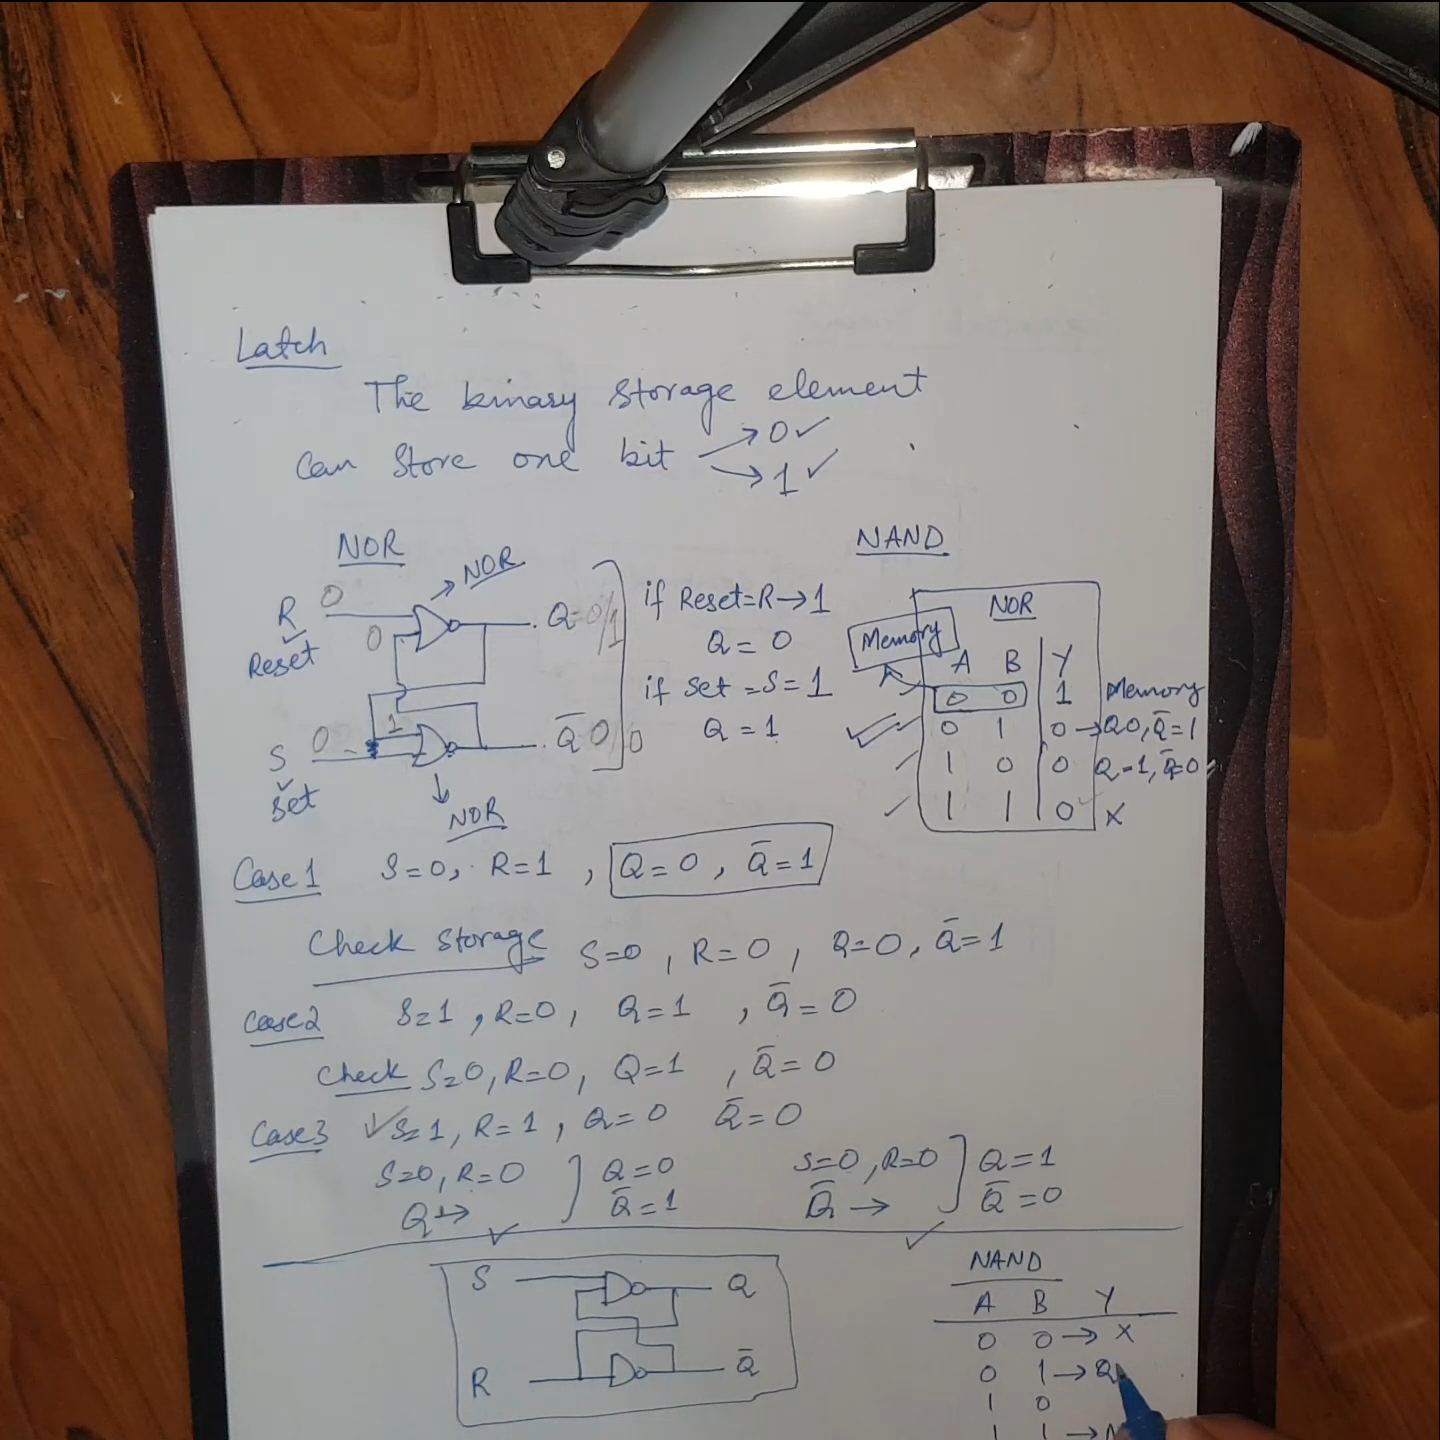 Latch
The binary storage element
can store one bit → 0 ✓
→ 1 ✓
NOR
NAND
→ NOR
R 0
Reset
0
Q=0/1
1
S 0
Set
Q̄ 0/0
NOR
if Reset=R→1
Q = 0
if Set =S=1
Q = 1
Memory
NOR
A B Y
0 0 1 Memory
0 1 0 → Q0, Q̄=1
1 0 0 Q=1, Q̄=0
1 1 0 X
Case 1 S=0, R=1, Q=0, Q̄=1
Check Storage S=0, R=0, Q=0, Q̄=1
Case2 S=1, R=0, Q=1, Q̄=0
Check S=0, R=0, Q=1, Q̄=0
Case3 ✓ S=1, R=1, Q=0 Q̄=0
S=0, R=0 ] Q=0
Q → Q̄=1
S=0, R=0 ] Q=1
Q̄ → Q̄=0
S Q
R Q̄
NAND
A B Y
0 0 → X
0 1 → Q
1 0
1 1 →